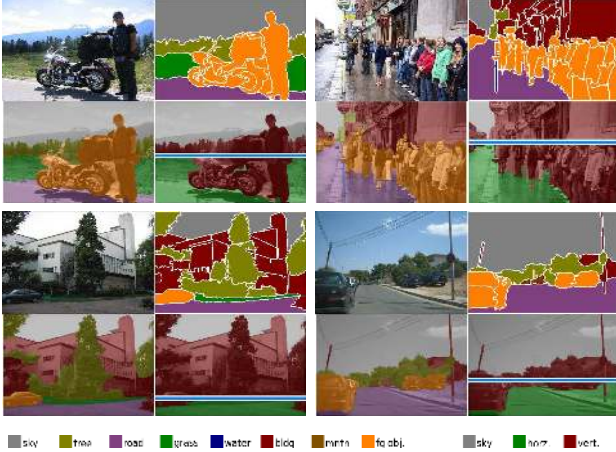 sky tree road grass water bldg mntn fg obj. sky horz. vert.